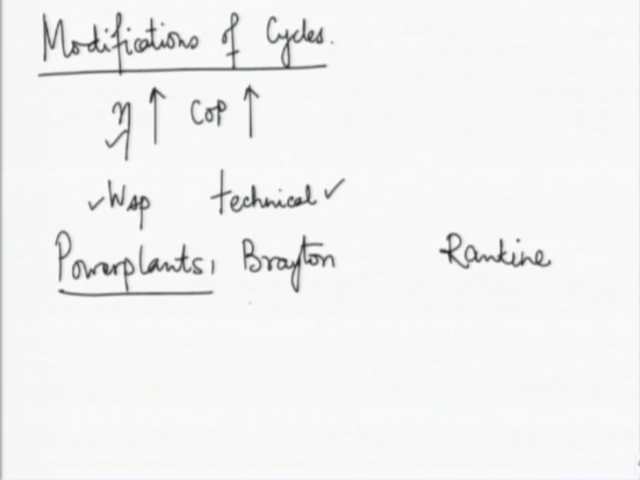 Modifications of Cycles.
η ↑ COP ↑
✓Wsp technical ✓
Powerplants, Brayton Rankine